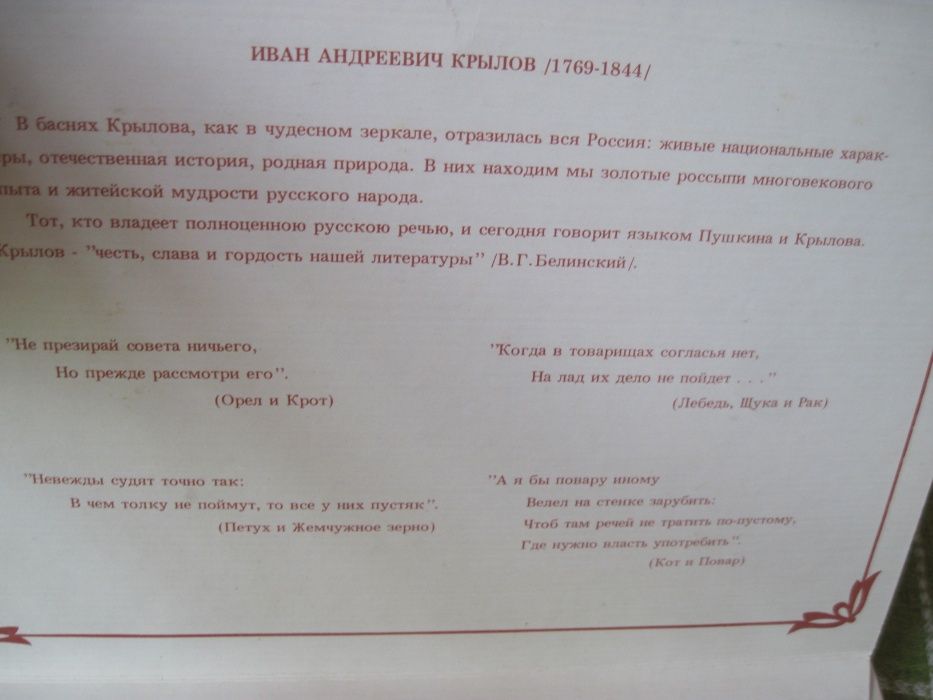 ИВАН АНДРЕЕВИЧ КРЫЛОВ /1769-1844/
В баснях Крылова, как в чудесном зеркале, отразилась вся Россия: живые национальные харак-
ры, отечественная история, родная природа. В них находим мы золотые россыпи многовекового
пыта и житейской мудрости русского народа.
Тот, кто владеет полноценною русскою речью, и сегодня говорит языком Пушкина и Крылова.
Крылов - "честь, слава и гордость нашей литературы" /В.Г.Белинский/.
"Не презирай совета ничьего,
Но прежде рассмотри его".
(Орел и Крот)
"Когда в товарищах согласья нет,
На лад их дело не пойдет . . ."
(Лебедь, Щука и Рак)
"Невежды судят точно так:
В чем толку не поймут, то все у них пустяк".
(Петух и Жемчужное зерно)
"А я бы повару иному
Велел на стенке зарубить:
Чтоб там речей не тратить по-пустому,
Где нужно власть употребить".
(Кот и Повар)